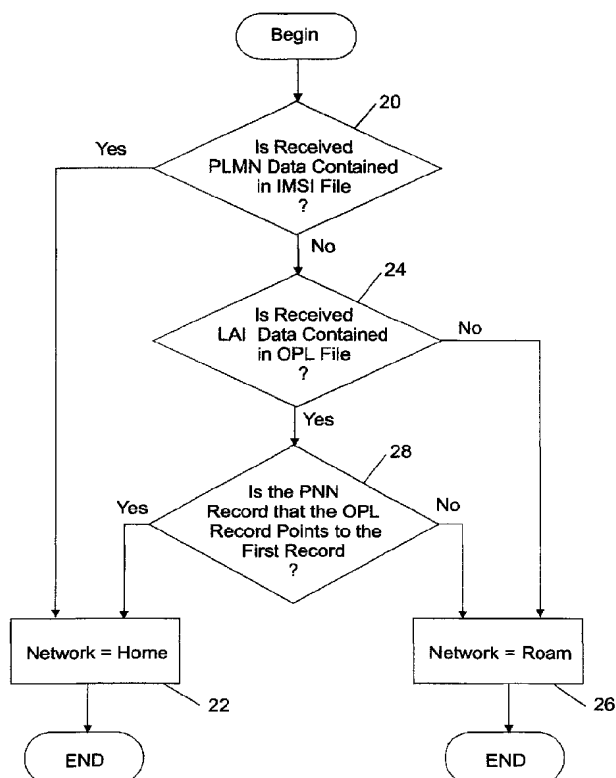 Begin
20
Is Received
PLMN Data Contained
in IMSI File
?
Yes
No
24
Is Received
LAI Data Contained
in OPL File
?
No
Yes
28
Is the PNN
Record that the OPL
Record Points to the
First Record
?
Yes
No
Network = Home
22
Network = Roam
26
END
END